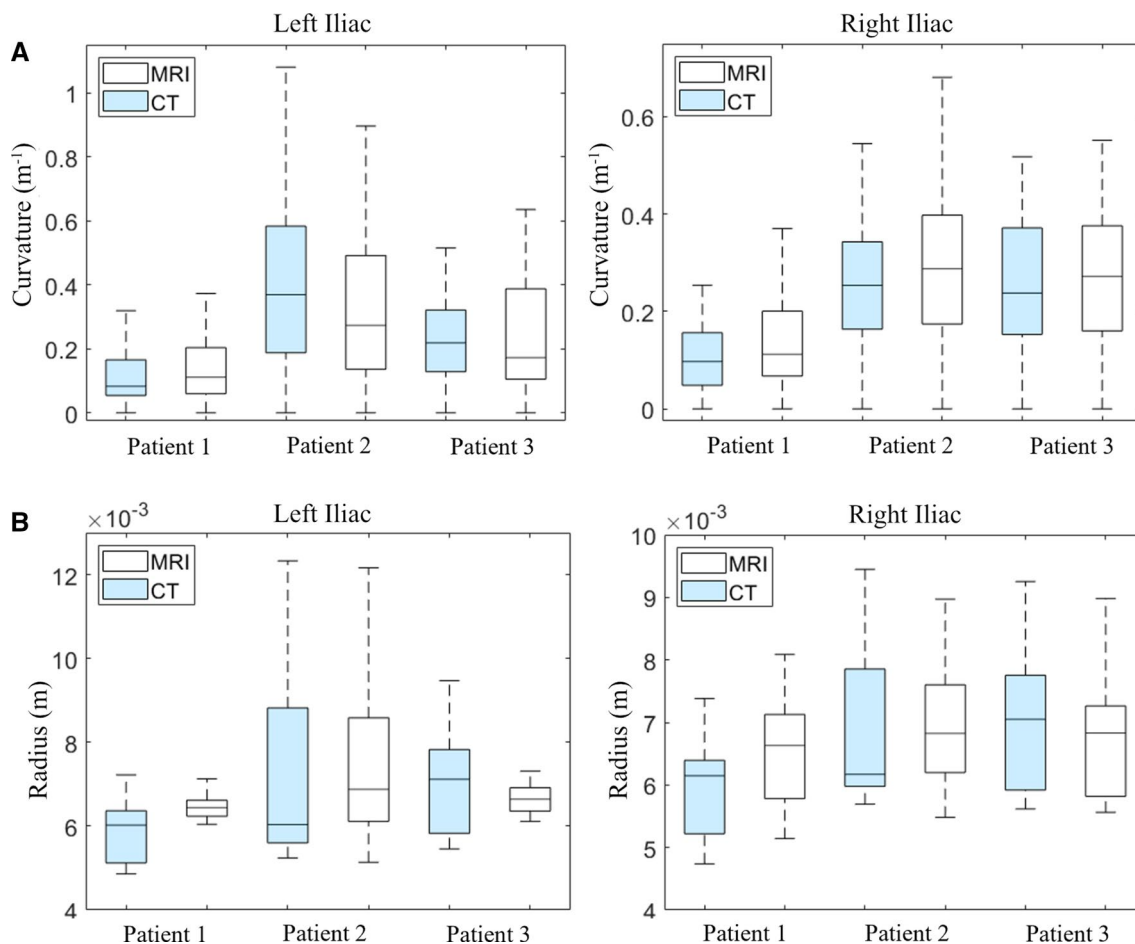 A
Left Iliac
Right Iliac
MRI
CT
MRI
CT
Curvature (m-1)
1
0.8
0.6
0.4
0.2
0
Curvature (m-1)
0.6
0.4
0.2
0
Patient 1 Patient 2 Patient 3
Patient 1 Patient 2 Patient 3
B
×10-3
Left Iliac
×10-3
Right Iliac
MRI
CT
MRI
CT
Radius (m)
12
10
8
6
4
Radius (m)
10
9
8
7
6
5
4
Patient 1 Patient 2 Patient 3
Patient 1 Patient 2 Patient 3